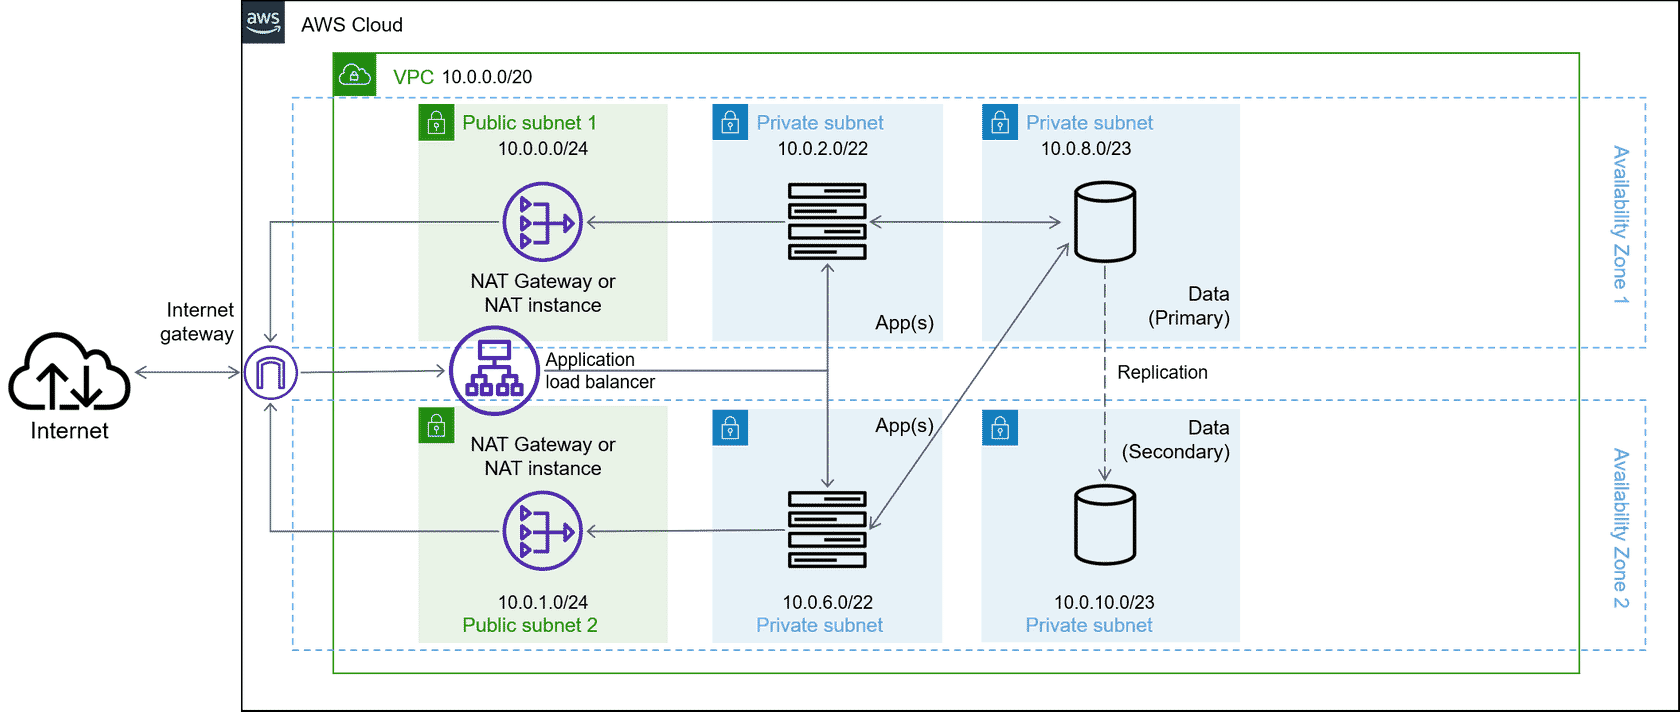 aws
AWS Cloud
VPC 10.0.0.0/20
Public subnet 1
10.0.0.0/24
Private subnet
10.0.2.0/22
Private subnet
10.0.8.0/23
Availability Zone 1
NAT Gateway or
NAT instance
App(s)
Data
(Primary)
Internet
gateway
Internet
Application
load balancer
Replication
NAT Gateway or
NAT instance
App(s)
Data
(Secondary)
Availability Zone 2
10.0.1.0/24
Public subnet 2
10.0.6.0/22
Private subnet
10.0.10.0/23
Private subnet